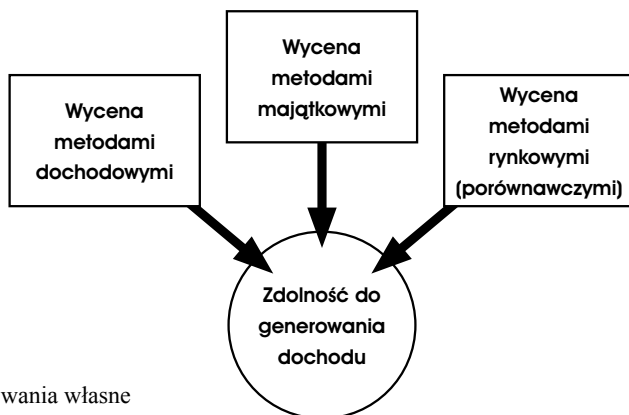 Wycena
metodami
dochodowymi
Wycena
metodami
majątkowymi
Wycena
metodami
rynkowymi
(porównawczymi)
Zdolność do
generowania
dochodu
wania własne